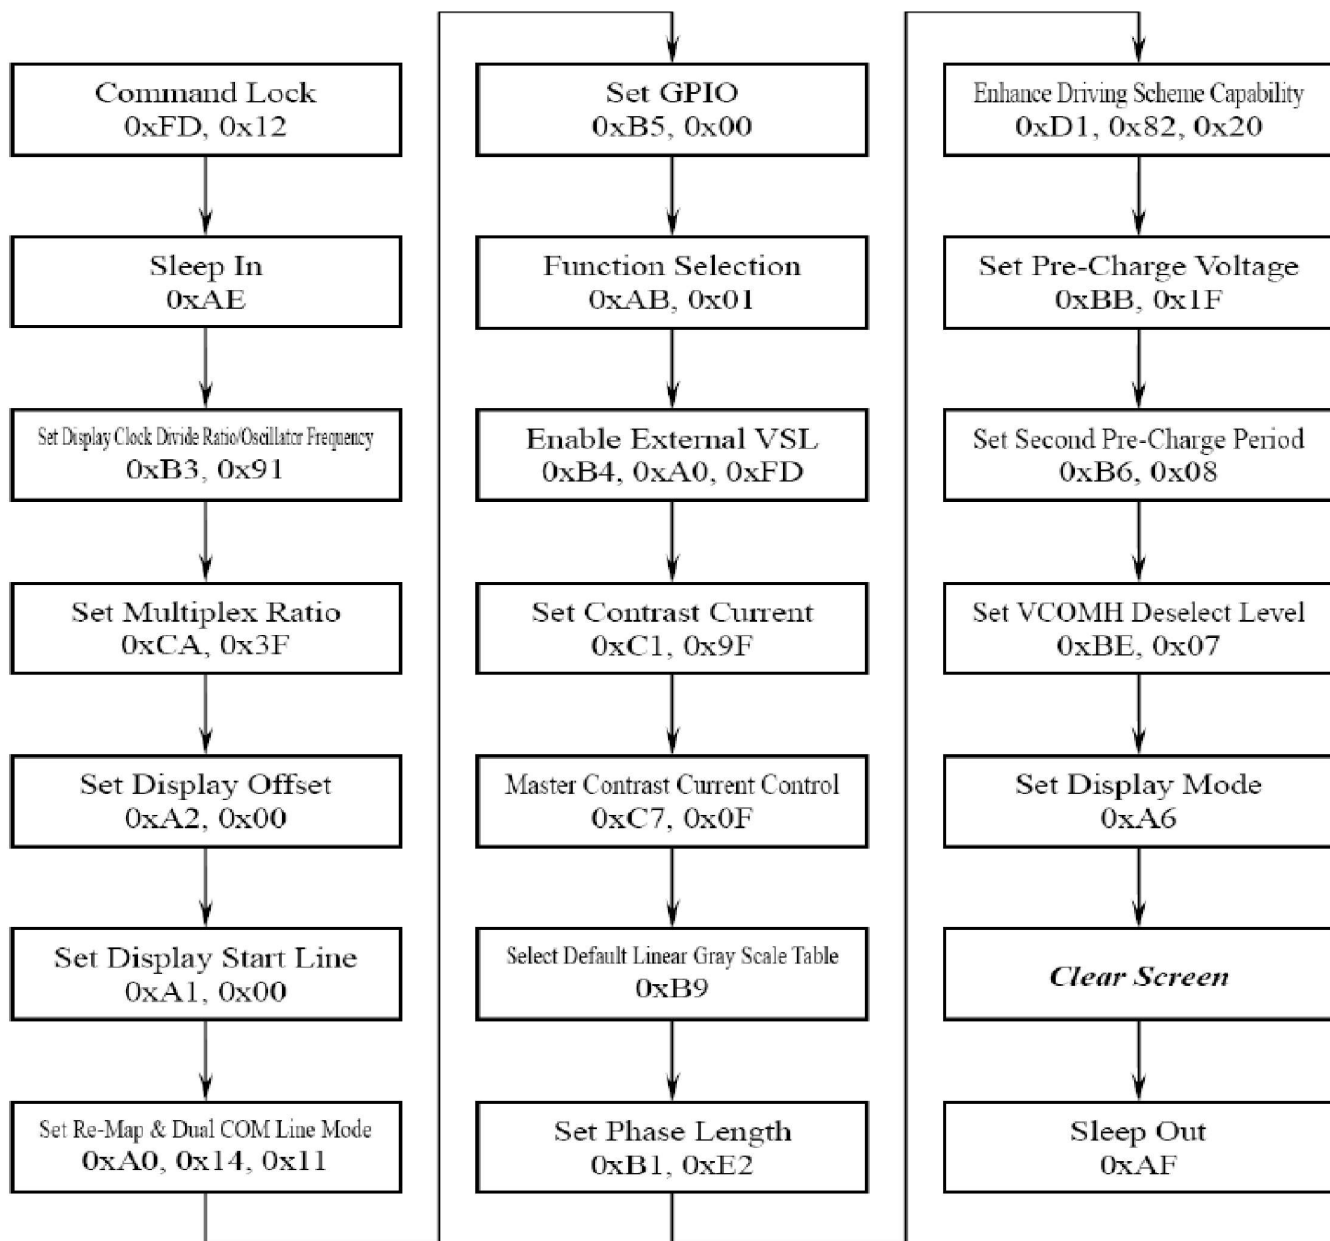 Command Lock
0xFD, 0x12
Sleep In
0xAE
Set Display Clock Divide Ratio/Oscillator Frequency
0xB3, 0x91
Set Multiplex Ratio
0xCA, 0x3F
Set Display Offset
0xA2, 0x00
Set Display Start Line
0xA1, 0x00
Set Re-Map & Dual COM Line Mode
0xA0, 0x14, 0x11
Set GPIO
0xB5, 0x00
Function Selection
0xAB, 0x01
Enable External VSL
0xB4, 0xA0, 0xFD
Set Contrast Current
0xC1, 0x9F
Master Contrast Current Control
0xC7, 0x0F
Select Default Linear Gray Scale Table
0xB9
Set Phase Length
0xB1, 0xE2
Enhance Driving Scheme Capability
0xD1, 0x82, 0x20
Set Pre-Charge Voltage
0xBB, 0x1F
Set Second Pre-Charge Period
0xB6, 0x08
Set VCOMH Deselect Level
0xBE, 0x07
Set Display Mode
0xA6
Clear Screen
Sleep Out
0xAF